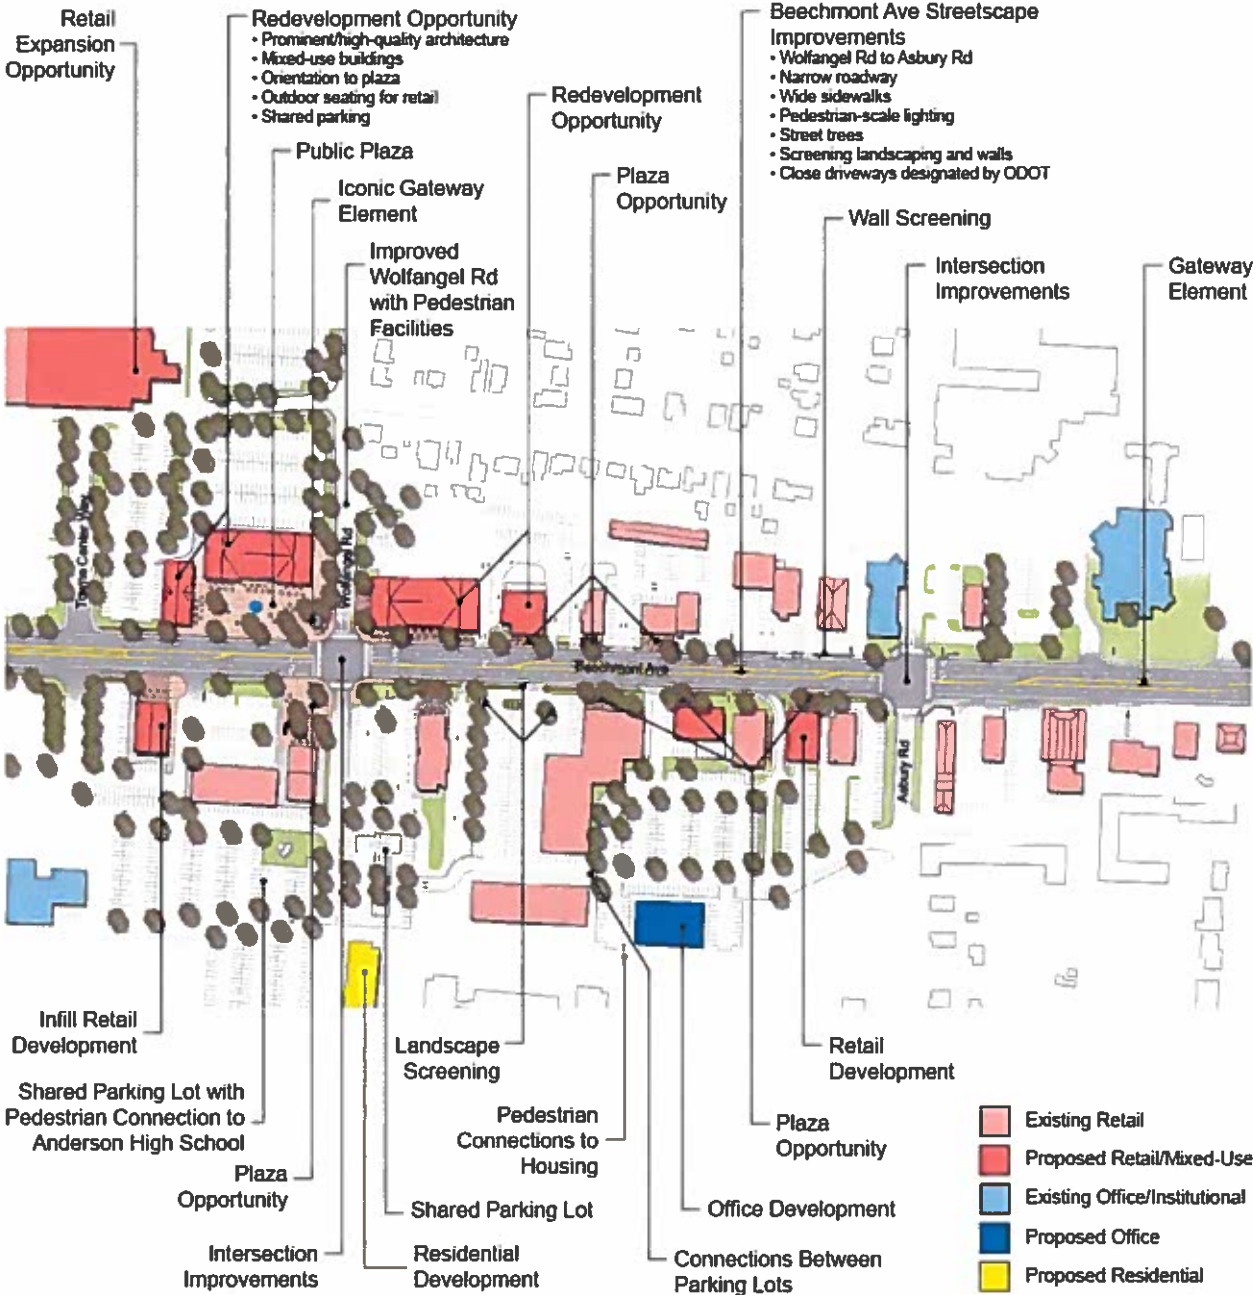 Retail
Expansion
Opportunity
Redevelopment Opportunity
• Prominent/high-quality architecture
• Mixed-use buildings
• Orientation to plaza
• Outdoor seating for retail
• Shared parking
Public Plaza
Iconic Gateway
Element
Improved
Wolfangel Rd
with Pedestrian
Facilities
Redevelopment
Opportunity
Plaza
Opportunity
Beechmont Ave Streetscape
Improvements
• Wolfangel Rd to Asbury Rd
• Narrow roadway
• Wide sidewalks
• Pedestrian-scale lighting
• Street trees
• Screening landscaping and walls
• Close driveways designated by ODOT
Wall Screening
Intersection
Improvements
Gateway
Element
Towne Center Way
Wolfangel Rd
Beechmont Ave
Asbury Rd
Infill Retail
Development
Shared Parking Lot with
Pedestrian Connection to
Anderson High School
Plaza
Opportunity
Intersection
Improvements
Landscape
Screening
Pedestrian
Connections to
Housing
Shared Parking Lot
Residential
Development
Retail
Development
Plaza
Opportunity
Office Development
Connections Between
Parking Lots
Existing Retail
Proposed Retail/Mixed-Use
Existing Office/Institutional
Proposed Office
Proposed Residential